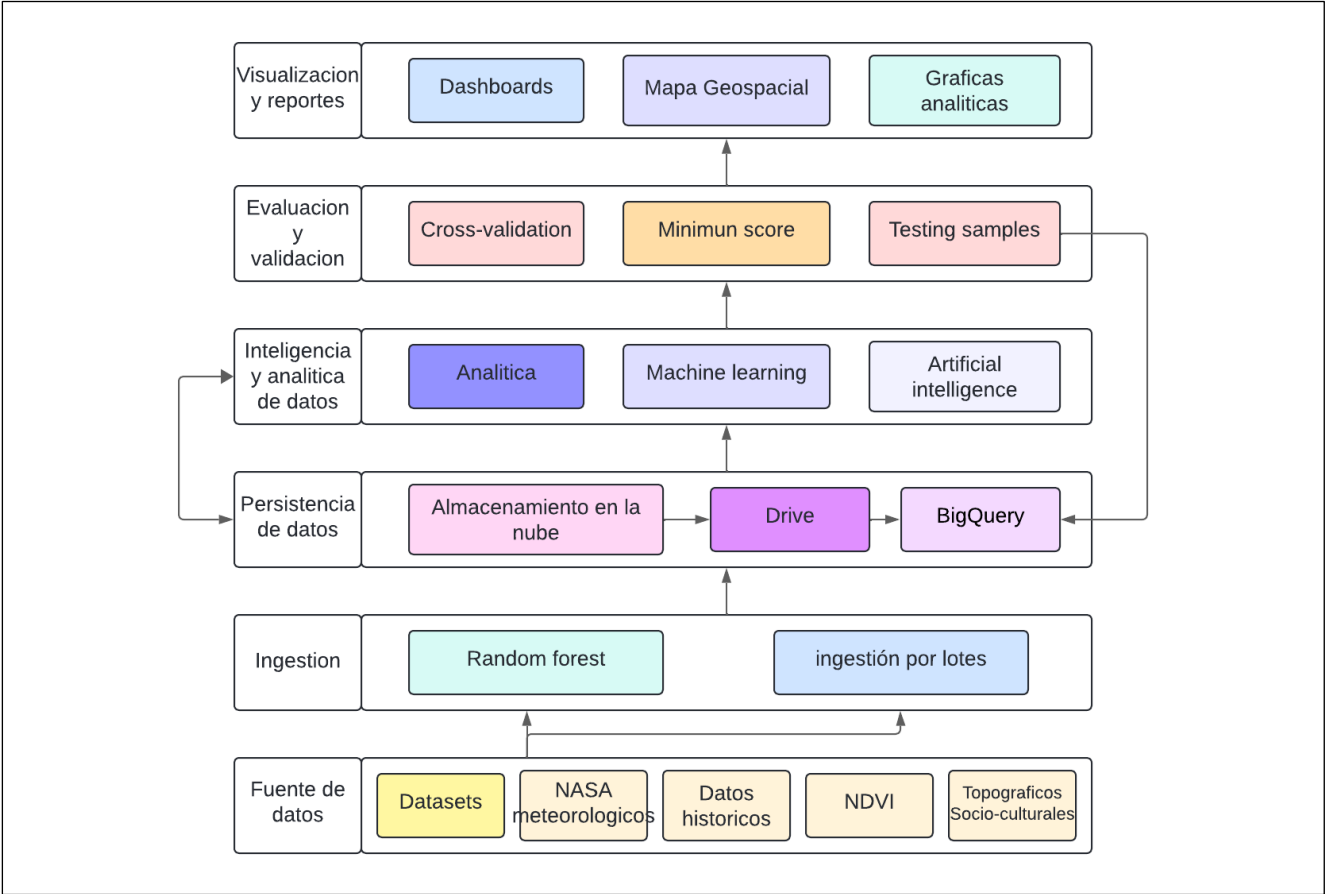 Visualizacion
y reportes
Dashboards
Mapa Geospacial
Graficas
analiticas
Evaluacion
y
validacion
Cross-validation
Minimun score
Testing samples
Inteligencia
y analitica
de datos
Analitica
Machine learning
Artificial
intelligence
Persistencia
de datos
Almacenamiento en la
nube
Drive
BigQuery
Ingestion
Random forest
ingestión por lotes
Fuente de
datos
Datasets
NASA
meteorologicos
Datos
historicos
NDVI
Topograficos
Socio-culturales